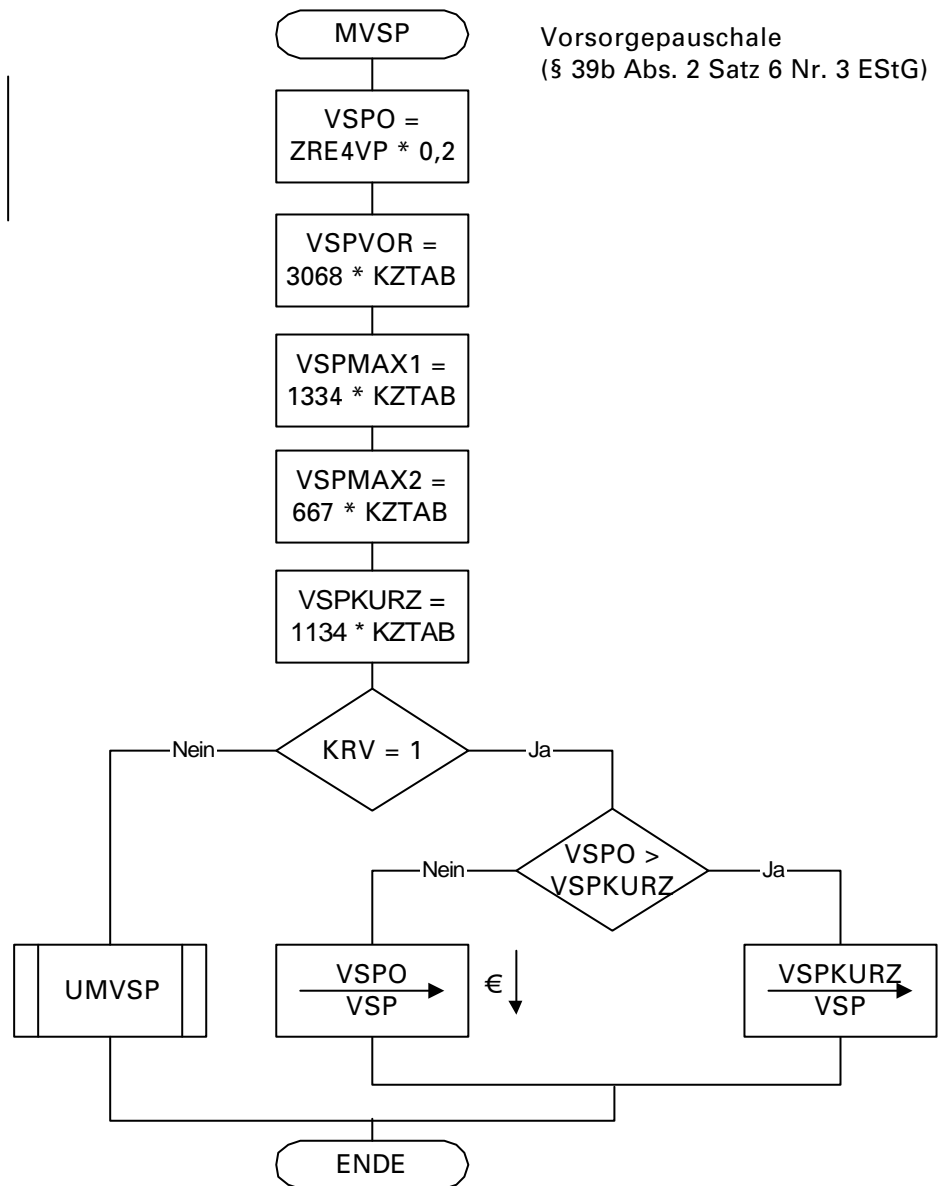 MVSP
Vorsorgepauschale
(§ 39b Abs. 2 Satz 6 Nr. 3 EStG)
VSPO =
ZRE4VP * 0,2
VSPVOR =
3068 * KZTAB
VSPMAX1 =
1334 * KZTAB
VSPMAX2 =
667 * KZTAB
VSPKURZ =
1134 * KZTAB
Nein
KRV = 1
Ja
Nein
VSPO >
VSPKURZ
Ja
UMVSP
VSPO
VSP
€
VSPKURZ
VSP
ENDE